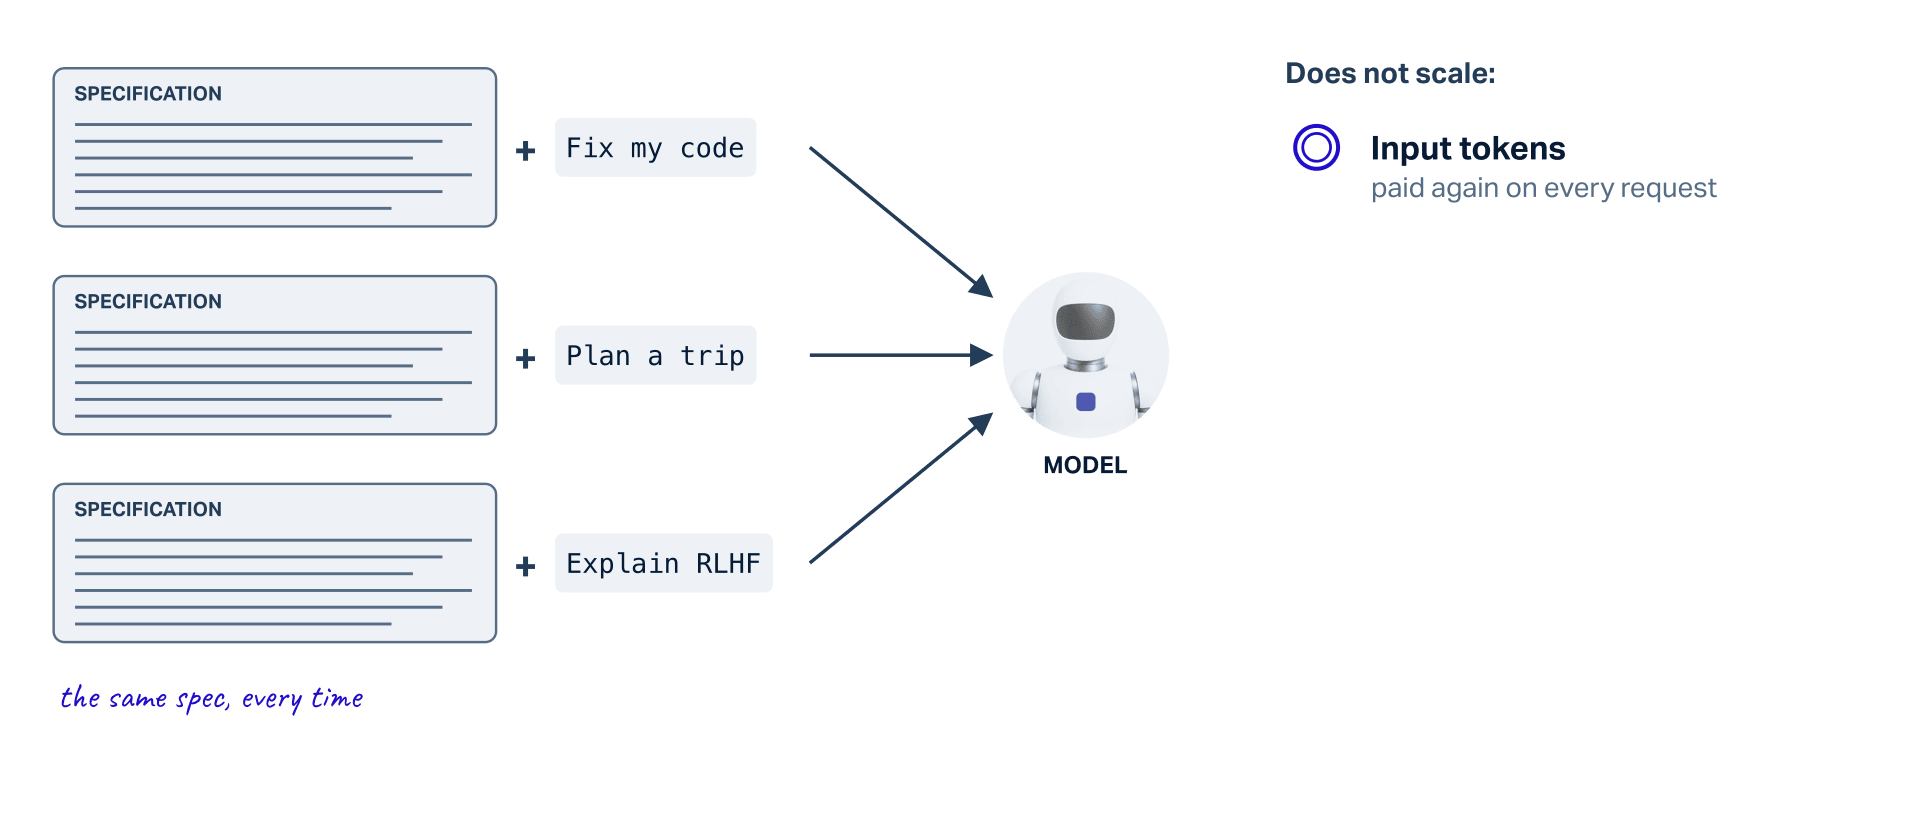 SPECIFICATION
+ Fix my code
SPECIFICATION
+ Plan a trip
SPECIFICATION
+ Explain RLHF
the same spec, every time
MODEL
Does not scale:
Input tokens
paid again on every request